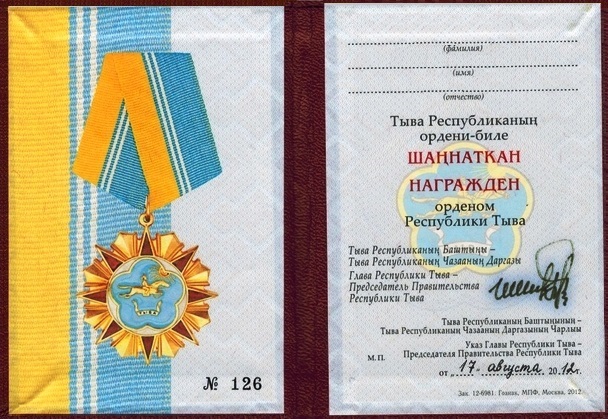 № 126
(фамилия)
(имя)
(отчество)
Тыва Республиканың
ордени-биле
ШАҢНАТКАН
НАГРАЖДЕН
орденом
Республики Тыва
Тыва Республиканың Баштыңы –
Тыва Республиканың Чазааның Даргазы
Глава Республики Тыва –
Председатель Правительства
Республики Тыва
Тыва Республиканың Баштыңының –
Тыва Республиканың Чазааның Даргазының Чарлыы
Указ Главы Республики Тыва –
М.П. Председателя Правительства Республики Тыва
от „17" августа 2012г.
Зак. 12-6981. Гознак, МПФ, Москва, 2012.